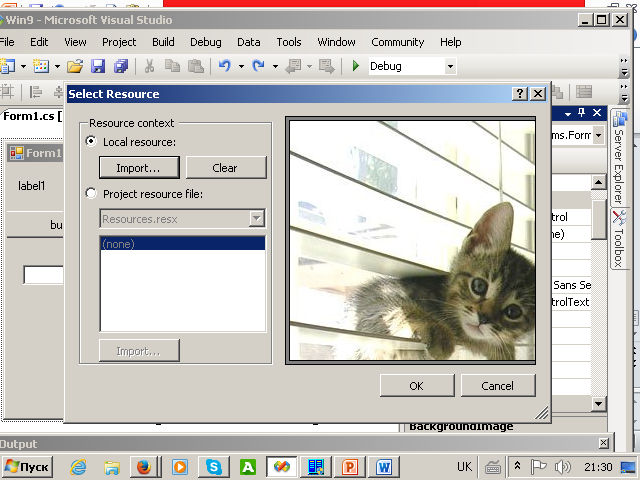 Win9 - Microsoft Visual Studio
File Edit View Project Build Debug Data Tools Window Community Help
Debug
Form1.cs [
Select Resource
Resource context
Local resource:
Import... Clear
Project resource file:
Resources.resx
(none)
Import...
OK Cancel
Form1
label1
bu
ms.Form
ntrol
ne)
Sans Se
trolText
BackgroundImage
Server Explorer
Toolbox
Output
Пуск
UK
21:30